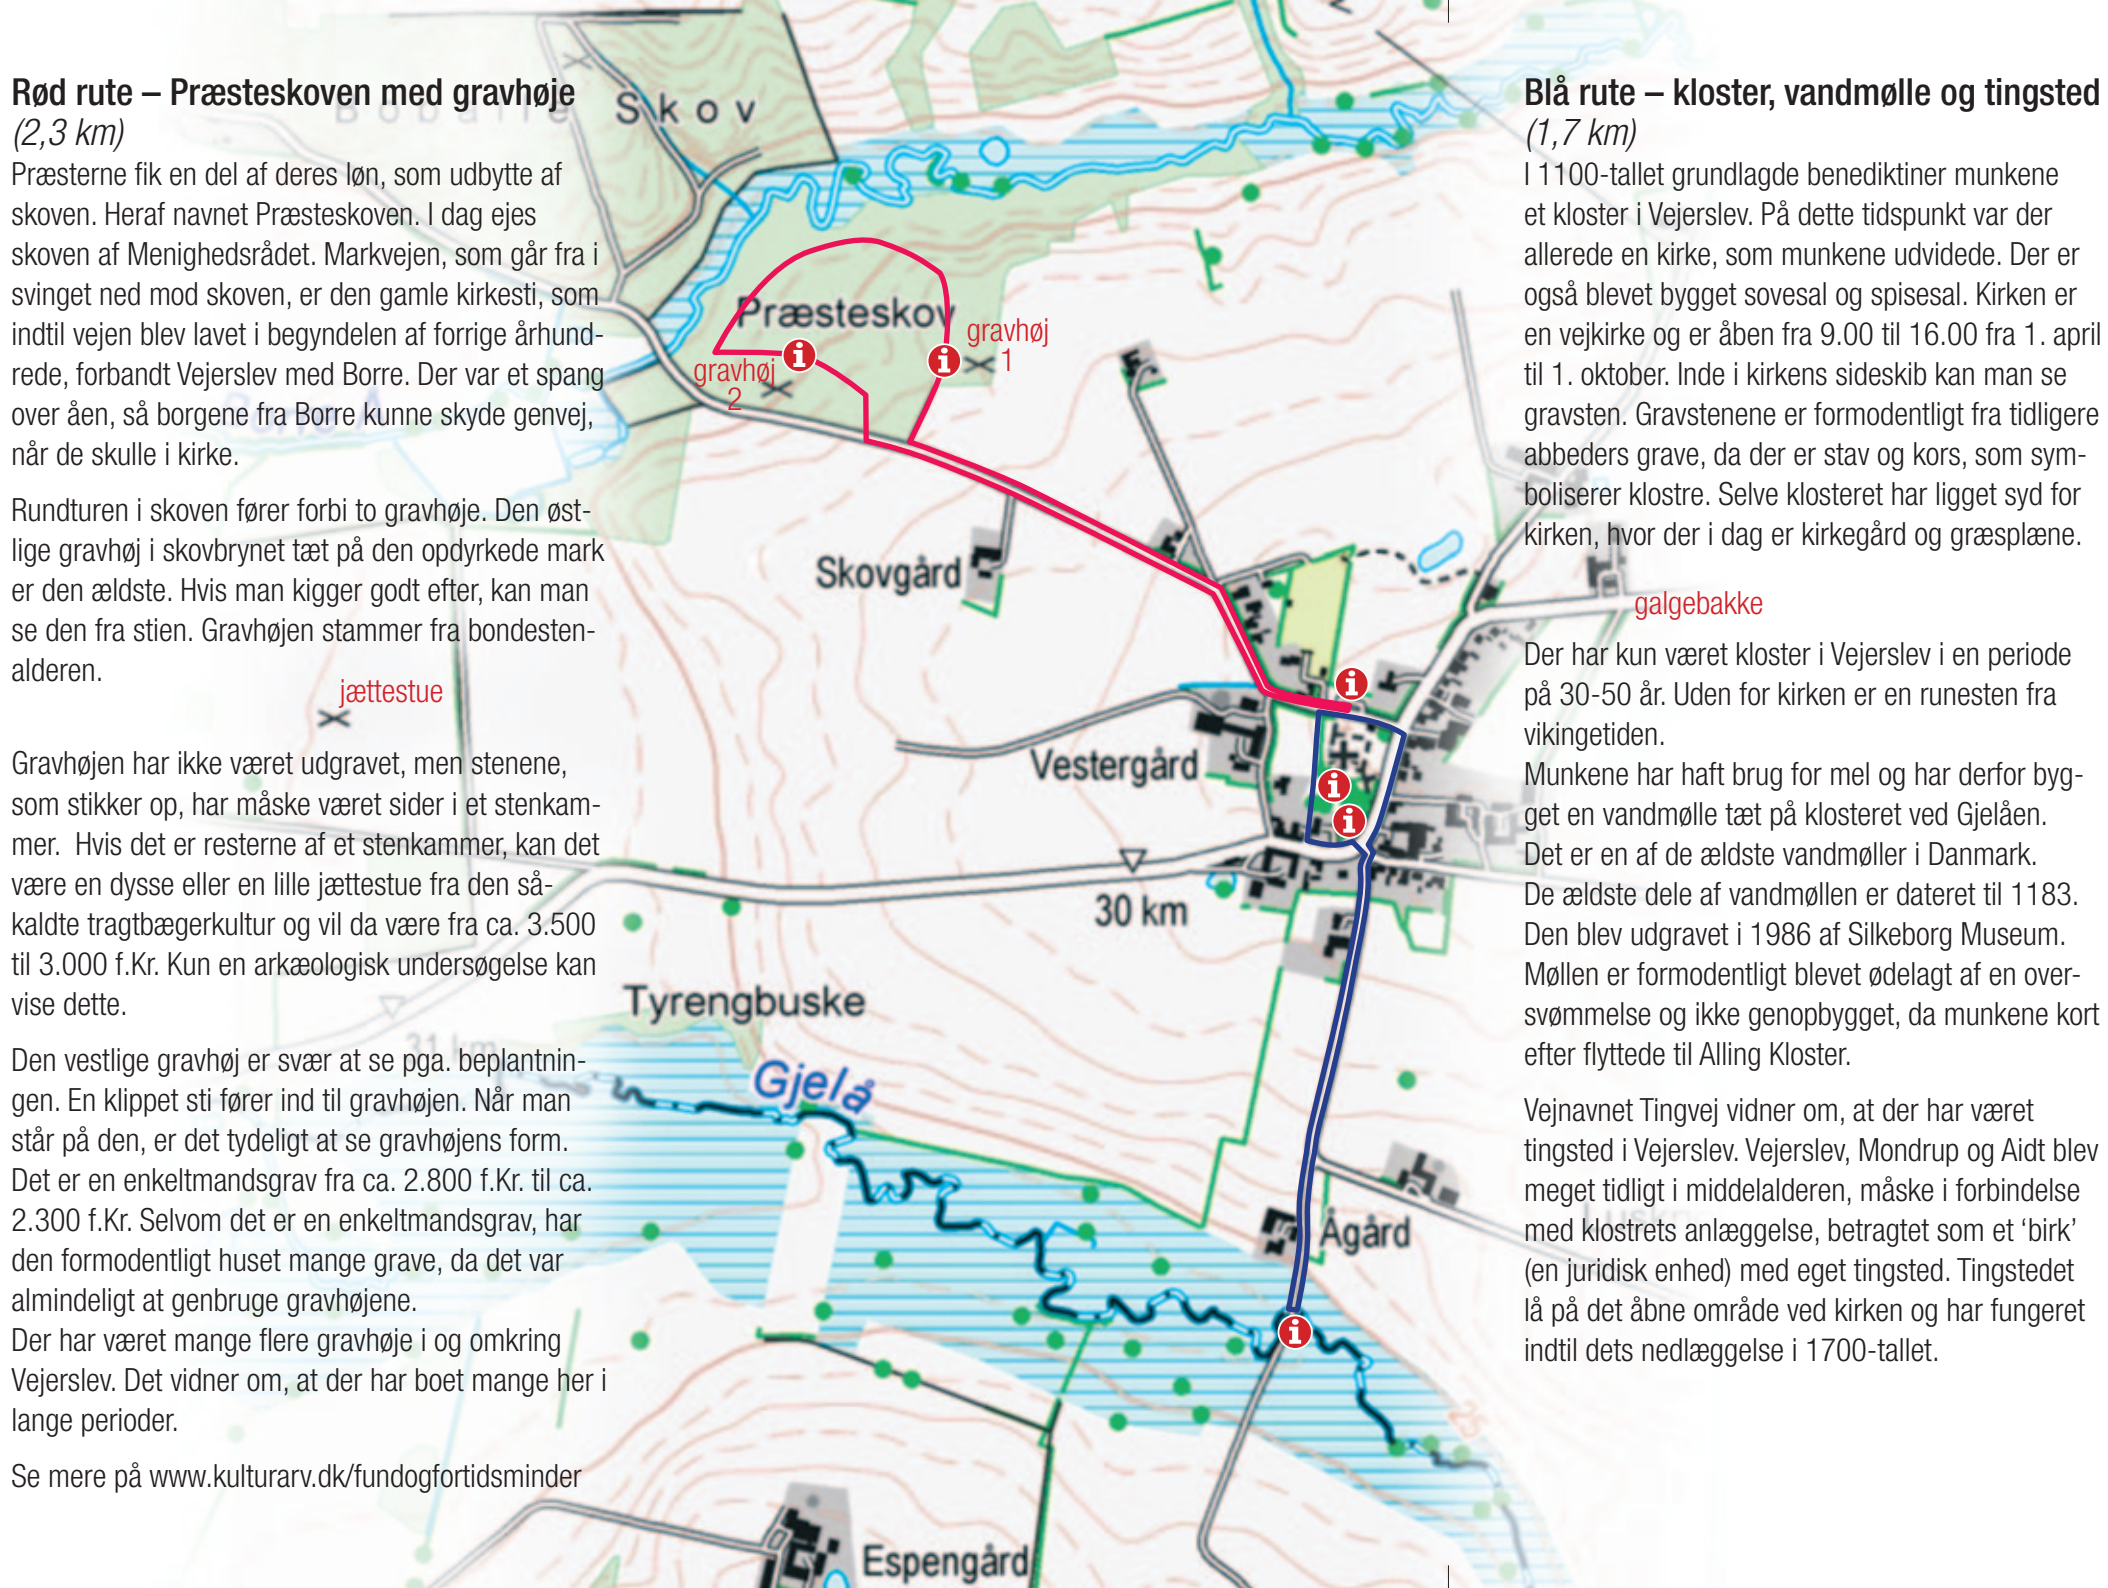 Rød rute – Præsteskoven med gravhøje
(2,3 km)
Præsterne fik en del af deres løn, som udbytte af
skoven. Heraf navnet Præsteskoven. I dag ejes
skoven af Menighedsrådet. Markvejen, som går fra i
svinget ned mod skoven, er den gamle kirkesti, som
indtil vejen blev lavet i begyndelen af forrige århund-
rede, forbandt Vejerslev med Borre. Der var et spang
over åen, så borgene fra Borre kunne skyde genvej,
når de skulle i kirke.
Rundturen i skoven fører forbi to gravhøje. Den øst-
lige gravhøj i skovbrynet tæt på den opdyrkede mark
er den ældste. Hvis man kigger godt efter, kan man
se den fra stien. Gravhøjen stammer fra bondesten-
alderen.
jættestue
Gravhøjen har ikke været udgravet, men stenene,
som stikker op, har måske været sider i et stenkam-
mer.  Hvis det er resterne af et stenkammer, kan det
være en dysse eller en lille jættestue fra den så-
kaldte tragtbægerkultur og vil da være fra ca. 3.500
til 3.000 f.Kr. Kun en arkæologisk undersøgelse kan
vise dette.
31 km
Den vestlige gravhøj er svær at se pga. beplantnin-
gen. En klippet sti fører ind til gravhøjen. Når man
står på den, er det tydeligt at se gravhøjens form.
Det er en enkeltmandsgrav fra ca. 2.800 f.Kr. til ca.
2.300 f.Kr. Selvom det er en enkeltmandsgrav, har
den formodentligt huset mange grave, da det var
almindeligt at genbruge gravhøjene.
Der har været mange flere gravhøje i og omkring
Vejerslev. Det vidner om, at der har boet mange her i
lange perioder.
Se mere på www.kulturarv.dk/fundogfortidsminder
Skov
Præsteskov
gravhøj
1
gravhøj
2
Skovgård
Vestergård
30 km
Tyrengbuske
Gjelå
Ågård
25
Espengård
Blå rute – kloster, vandmølle og tingsted
(1,7 km)
I 1100-tallet grundlagde benediktiner munkene
et kloster i Vejerslev. På dette tidspunkt var der
allerede en kirke, som munkene udvidede. Der er
også blevet bygget sovesal og spisesal. Kirken er
en vejkirke og er åben fra 9.00 til 16.00 fra 1. april
til 1. oktober. Inde i kirkens sideskib kan man se
gravsten. Gravstenene er formodentligt fra tidligere
abbeders grave, da der er stav og kors, som sym-
boliserer klostre. Selve klosteret har ligget syd for
kirken, hvor der i dag er kirkegård og græsplæne.
galgebakke
Der har kun været kloster i Vejerslev i en periode
på 30-50 år. Uden for kirken er en runesten fra
vikingetiden.
Munkene har haft brug for mel og har derfor byg-
get en vandmølle tæt på klosteret ved Gjelåen.
Det er en af de ældste vandmøller i Danmark.
De ældste dele af vandmøllen er dateret til 1183.
Den blev udgravet i 1986 af Silkeborg Museum.
Møllen er formodentligt blevet ødelagt af en over-
svømmelse og ikke genopbygget, da munkene kort
efter flyttede til Alling Kloster.
Vejnavnet Tingvej vidner om, at der har været
tingsted i Vejerslev. Vejerslev, Mondrup og Aidt blev
meget tidligt i middelalderen, måske i forbindelse
med klostrets anlæggelse, betragtet som et ‘birk’
(en juridisk enhed) med eget tingsted. Tingstedet
lå på det åbne område ved kirken og har fungeret
indtil dets nedlæggelse i 1700-tallet.